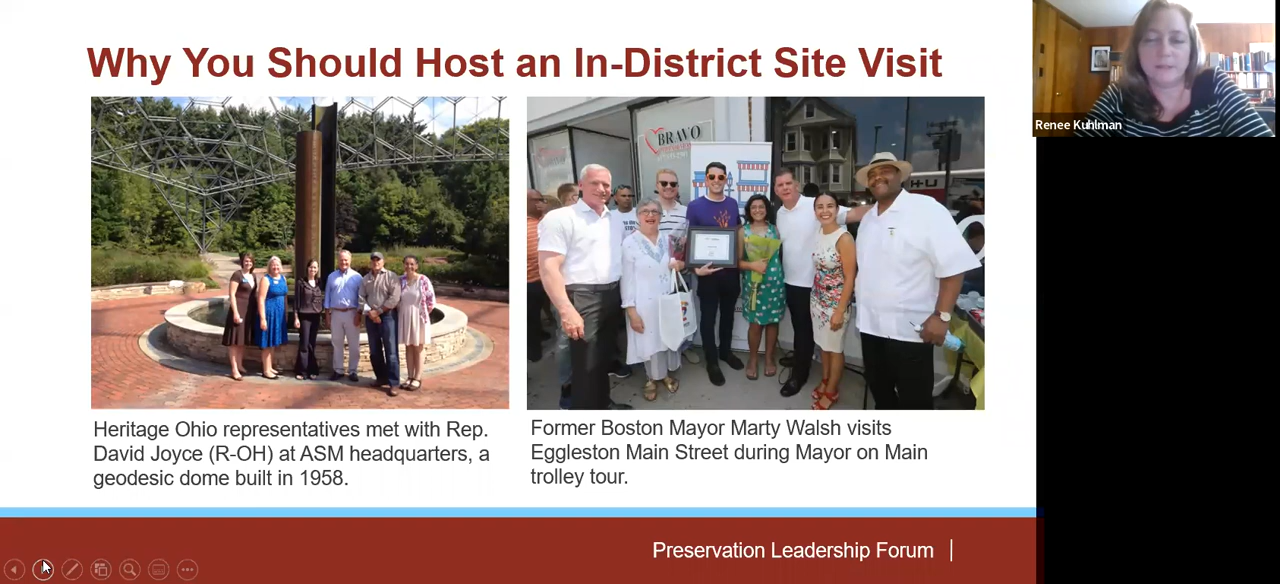 Why You Should Host an In-District Site Visit
Renee Kuhlman
BRAVO
Heritage Ohio representatives met with Rep.
David Joyce (R-OH) at ASM headquarters, a
geodesic dome built in 1958.
Former Boston Mayor Marty Walsh visits
Eggleston Main Street during Mayor on Main
trolley tour.
Preservation Leadership Forum